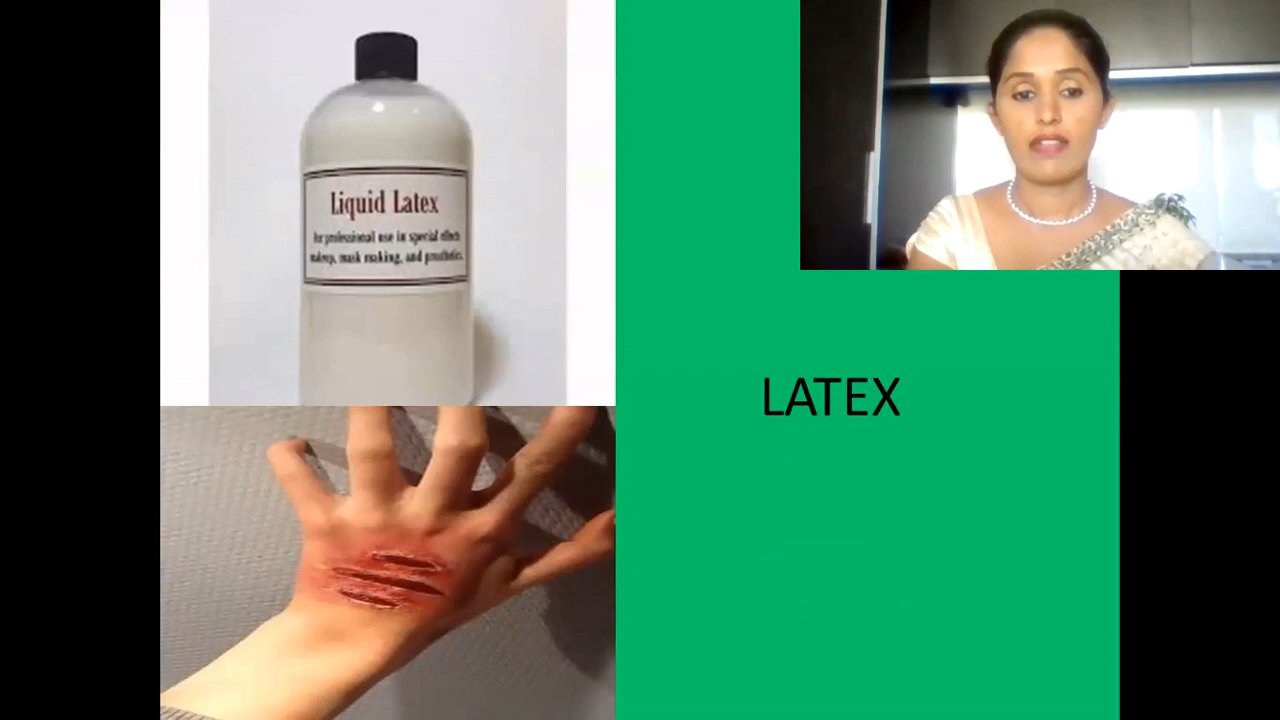 Liquid Latex
For professional use in special effects
makeup, mask making, and prosthetics.
LATEX